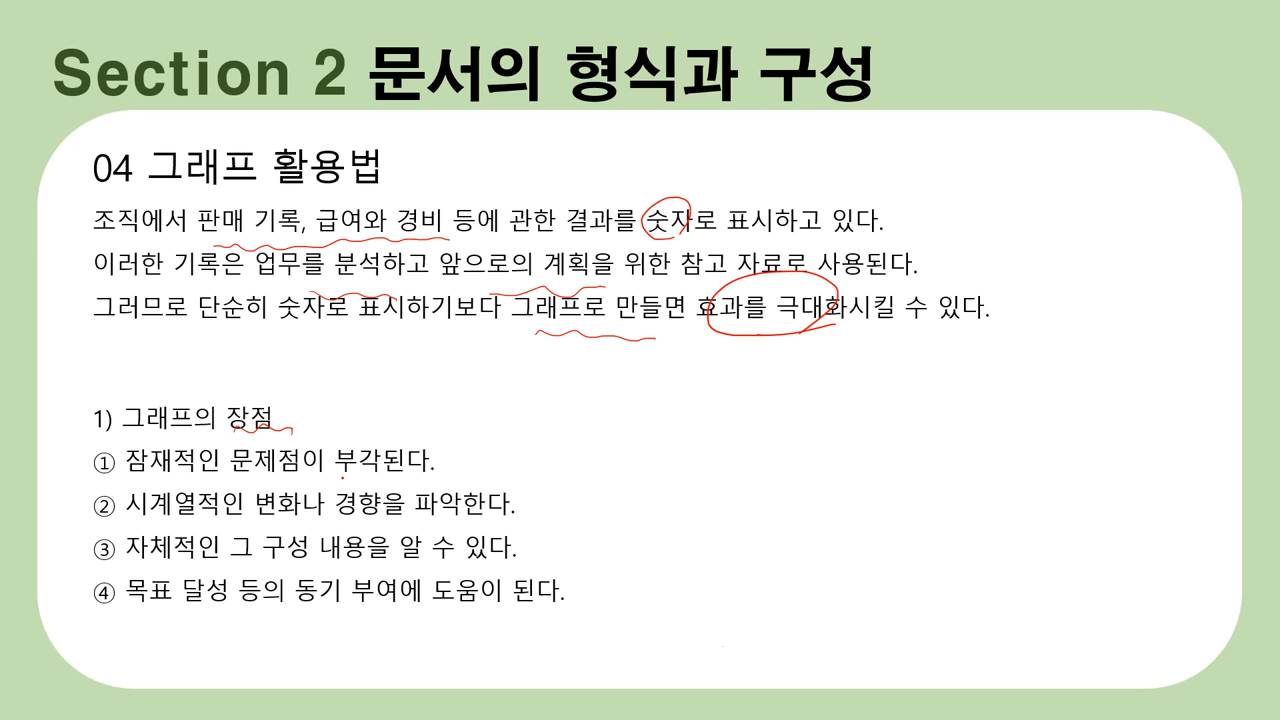 Section 2 문서의 형식과 구성
04 그래프 활용법
조직에서 판매 기록, 급여와 경비 등에 관한 결과를 숫자로 표시하고 있다.
이러한 기록은 업무를 분석하고 앞으로의 계획을 위한 참고 자료로 사용된다.
그러므로 단순히 숫자로 표시하기보다 그래프로 만들면 효과를 극대화시킬 수 있다.
1) 그래프의 장점
① 잠재적인 문제점이 부각된다.
② 시계열적인 변화나 경향을 파악한다.
③ 자체적인 그 구성 내용을 알 수 있다.
④ 목표 달성 등의 동기 부여에 도움이 된다.